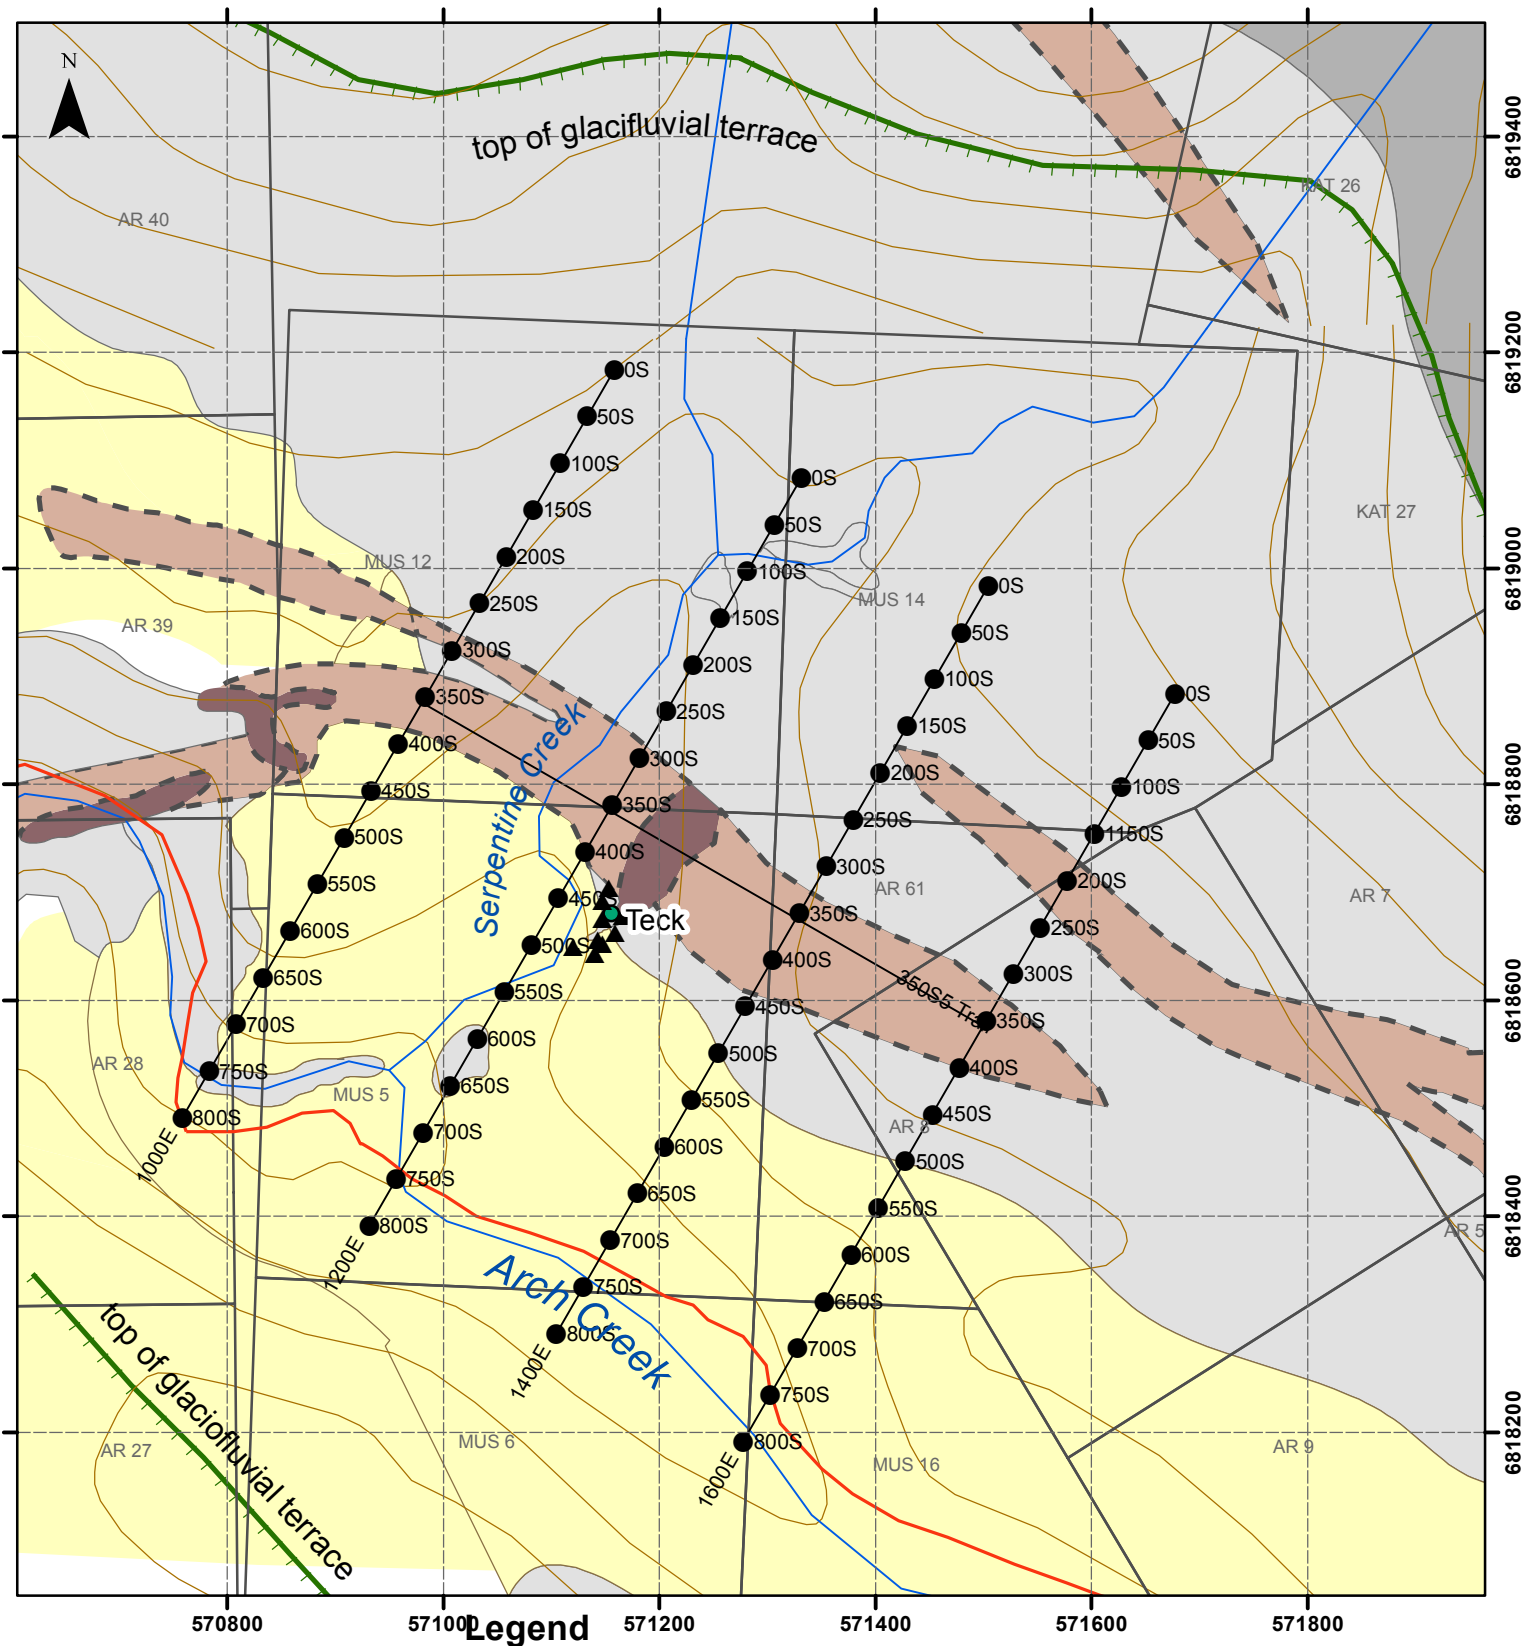 N
top of glacifluvial terrace
6819400
KAT 26
AR 40
6819200
0S
50S
100S
150S
200S
250S
300S
350S
400S
450S
500S
550S
600S
650S
700S
750S
800S
1000E
0S
50S
100S
150S
200S
250S
300S
350S
400S
450S
500S
550S
600S
650S
700S
750S
800S
1200E
0S
50S
100S
150S
200S
250S
300S
350S
400S
450S
500S
550S
600S
650S
700S
750S
800S
1400E
0S
50S
100S
1150S
200S
250S
300S
350S
400S
450S
500S
550S
600S
650S
700S
750S
800S
1600E
KAT 27
MUS 12
6819000
MUS 14
AR 39
Serpentine Creek
6818800
AR 61
AR 7
Teck
350S5
6818600
AR 28
MUS 5
AR 8
6818400
AR 5
Arch Creek
top of glaciofluvial terrace
AR 27
MUS 6
MUS 16
AR 9
6818200
570800
571000
571200
571400
571600
571800
Legend